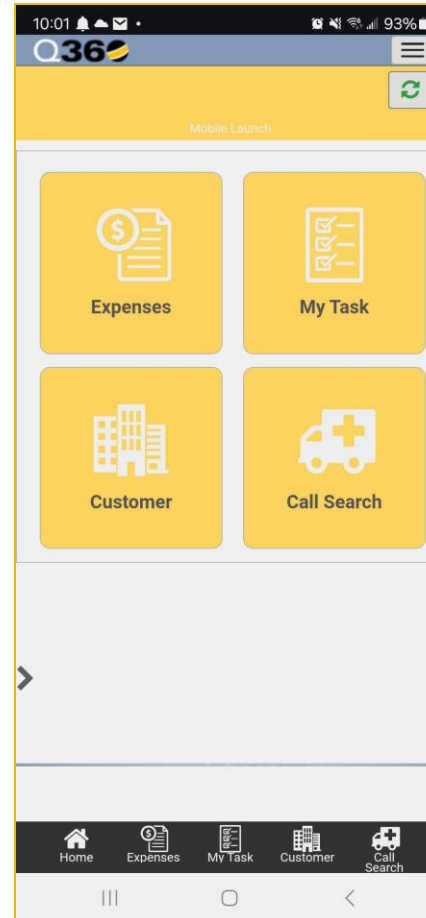 10:01
93%
Q360
Mobile Launch
Expenses
My Task
Customer
Call Search
Home
Expenses
My Task
Customer
Call
Search